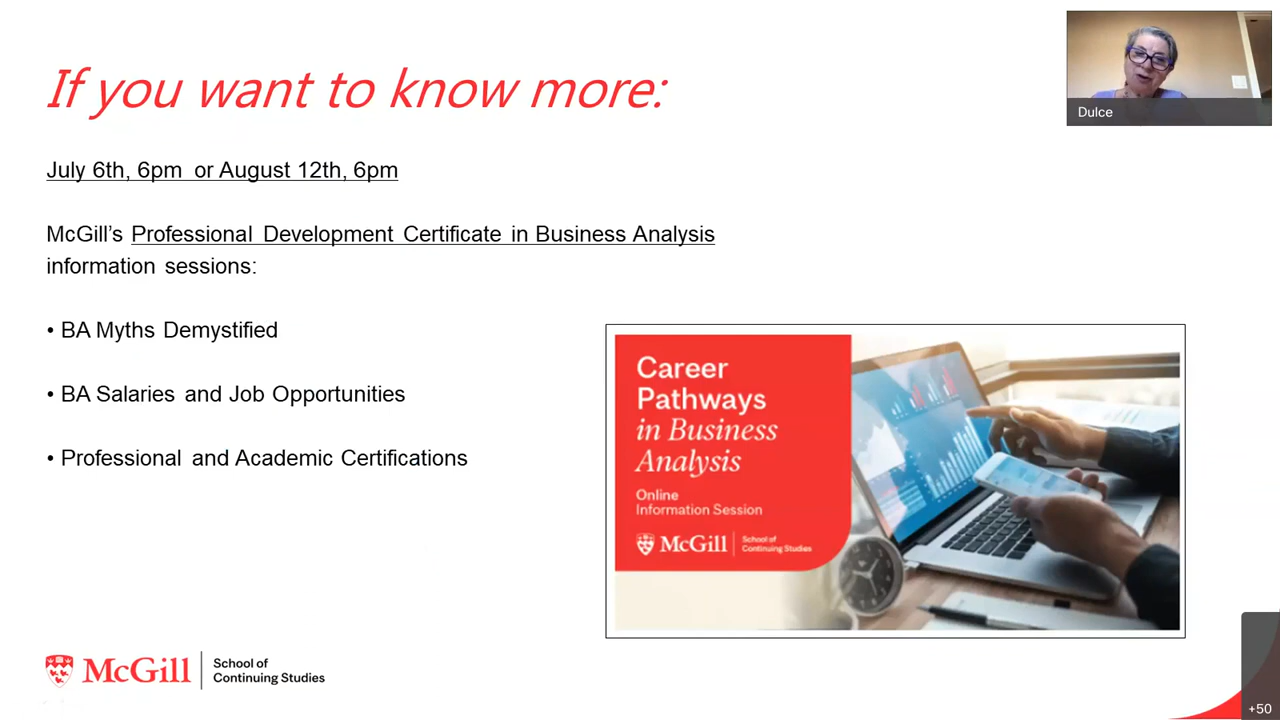 If you want to know more:
Dulce
July 6th, 6pm or August 12th, 6pm
McGill's Professional Development Certificate in Business Analysis
information sessions:
• BA Myths Demystified
• BA Salaries and Job Opportunities
• Professional and Academic Certifications
Career
Pathways
in Business
Analysis
Online
Information Session
McGill
School of
Continuing Studies
McGill
School of
Continuing Studies
+50